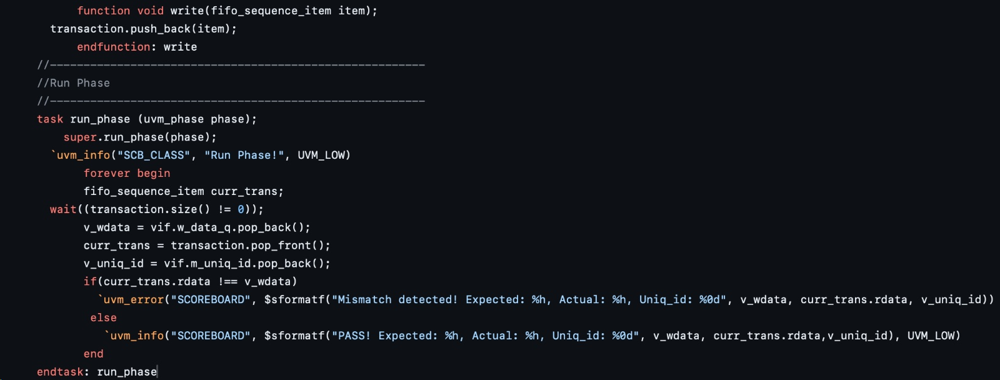 function void write(fifo_sequence_item item);
transaction.push_back(item);
endfunction: write
//--------------------------------------------------------
//Run Phase
//--------------------------------------------------------
task run_phase (uvm_phase phase);
super.run_phase(phase);
`uvm_info("SCB_CLASS", "Run Phase!", UVM_LOW)
forever begin
fifo_sequence_item curr_trans;
wait((transaction.size() != 0));
v_wdata = vif.w_data_q.pop_back();
curr_trans = transaction.pop_front();
v_uniq_id = vif.m_uniq_id.pop_back();
if(curr_trans.rdata !== v_wdata)
`uvm_error("SCOREBOARD", $sformatf("Mismatch detected! Expected: %h, Actual: %h, Uniq_id: %0d", v_wdata, curr_trans.rdata, v_uniq_id))
else
`uvm_info("SCOREBOARD", $sformatf("PASS! Expected: %h, Actual: %h, Uniq_id: %0d", v_wdata, curr_trans.rdata,v_uniq_id), UVM_LOW)
end
endtask: run_phase